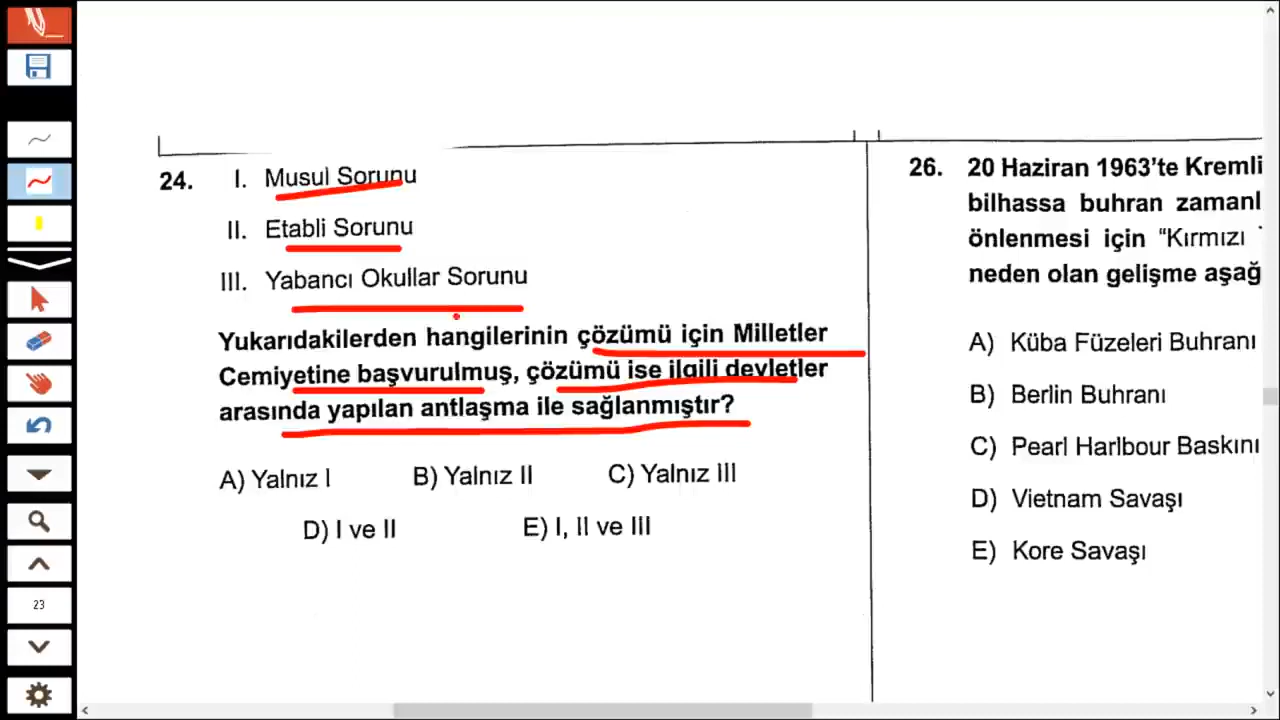 24. I. Musul Sorunu
II. Etabli Sorunu
III. Yabancı Okullar Sorunu
Yukarıdakilerden hangilerinin çözümü için Milletler
Cemiyetine başvurulmuş, çözümü ise ilgili devletler
arasında yapılan antlaşma ile sağlanmıştır?
A) Yalnız I B) Yalnız II C) Yalnız III
D) I ve II E) I, II ve III
26. 20 Haziran 1963’te Kremli
bilhassa buhran zamanl
önlenmesi için “Kırmızı
neden olan gelişme aşağ
A) Küba Füzeleri Buhranı
B) Berlin Buhranı
C) Pearl Harlbour Baskını
D) Vietnam Savaşı
E) Kore Savaşı
23